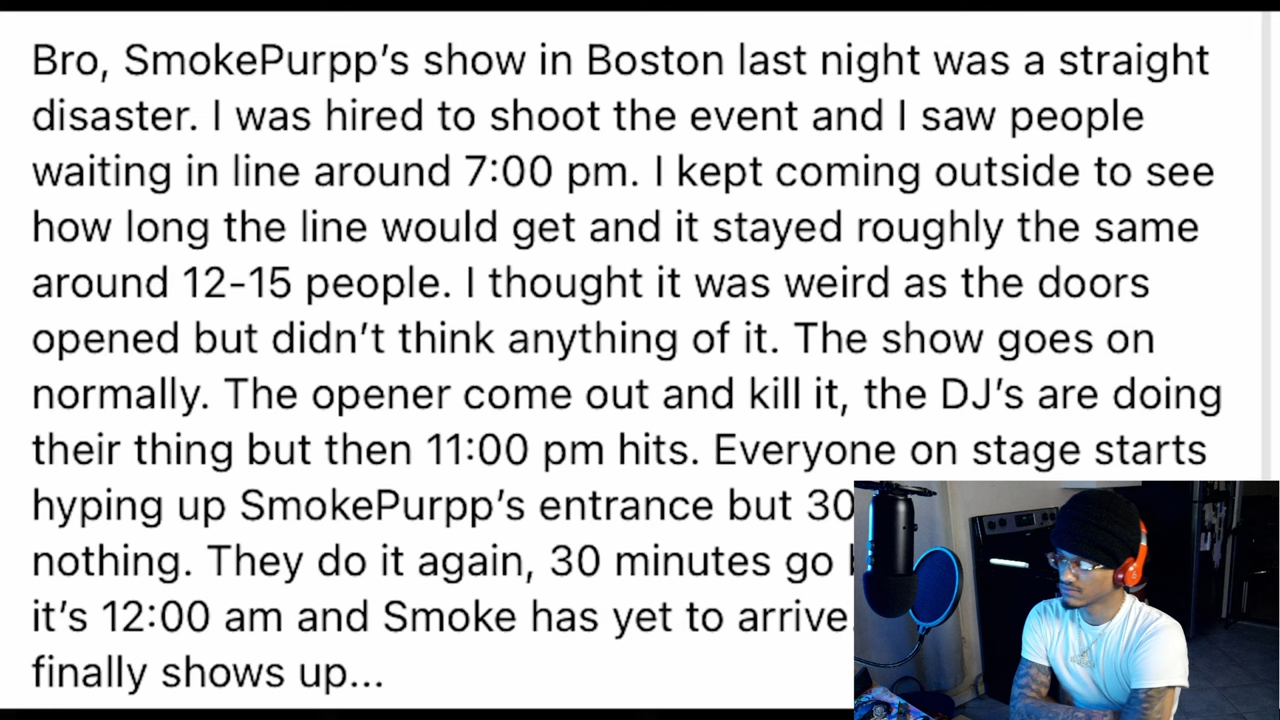 Bro, SmokePurpp’s show in Boston last night was a straight
disaster. I was hired to shoot the event and I saw people
waiting in line around 7:00 pm. I kept coming outside to see
how long the line would get and it stayed roughly the same
around 12-15 people. I thought it was weird as the doors
opened but didn’t think anything of it. The show goes on
normally. The opener come out and kill it, the DJ’s are doing
their thing but then 11:00 pm hits. Everyone on stage starts
hyping up SmokePurpp’s entrance but 30
nothing. They do it again, 30 minutes go
it’s 12:00 am and Smoke has yet to arrive.
finally shows up...